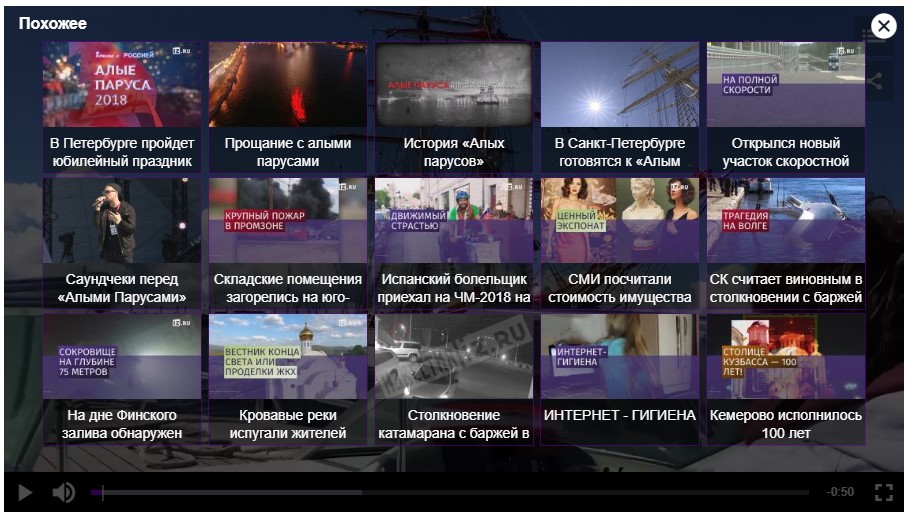 Похожее
Вместе с РОССИЕЙ
АЛЫЕ
ПАРУСА
2018
В Петербурге пройдет
юбилейный праздник
Прощание с алыми
парусами
АЛЫЕ ПАРУСА
История «Алых
парусов»
В Санкт-Петербурге
готовятся к «Алым
НА ПОЛНОЙ
СКОРОСТИ
Открылся новый
участок скоростной
Саундчеки перед
«Алыми Парусами»
КРУПНЫЙ ПОЖАР
В ПРОМЗОНЕ
Складские помещения
загорелись на юго-
ДВИЖИМЫЙ
СТРАСТЬЮ
Испанский болельщик
приехал на ЧМ-2018 на
ЦЕННЫЙ
ЭКСПОНАТ
СМИ посчитали
стоимость имущества
ТРАГЕДИЯ
НА ВОЛГЕ
СК считает виновным в
столкновении с баржей
СОКРОВИЩЕ
НА ГЛУБИНЕ
75 МЕТРОВ
На дне Финского
залива обнаружен
ВЕСТНИК КОНЦА
СВЕТА ИЛИ
ПРОДЕЛКИ ЖКХ
Кровавые реки
испугали жителей
Столкновение
катамарана с баржей в
ИНТЕРНЕТ-
ГИГИЕНА
ИНТЕРНЕТ - ГИГИЕНА
СТОЛИЦЕ
КУЗБАССА — 100
ЛЕТ!
Кемерово исполнилось
100 лет
-0:50